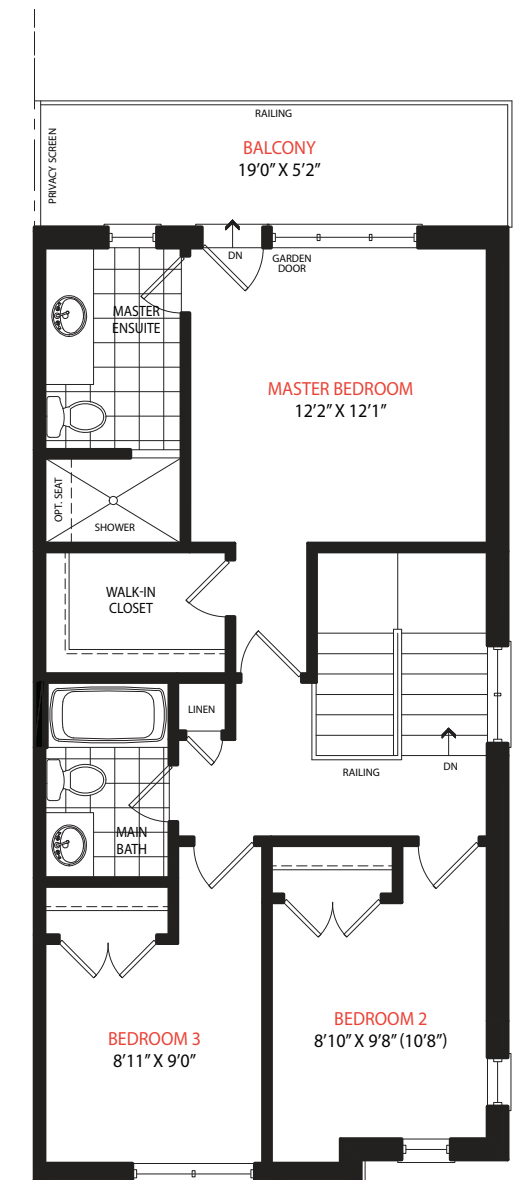 RAILING
PRIVACY SCREEN
BALCONY
19'0" X 5'2"
DN
GARDEN
DOOR
MASTER
ENSUITE
MASTER BEDROOM
12'2" X 12'1"
OPT. SEAT
SHOWER
WALK-IN
CLOSET
LINEN
RAILING
DN
MAIN
BATH
BEDROOM 3
8'11" X 9'0"
BEDROOM 2
8'10" X 9'8" (10'8")